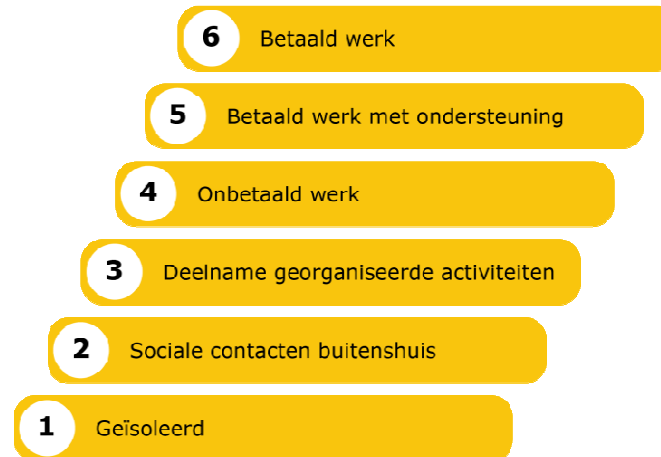 6 Betaald werk
5 Betaald werk met ondersteuning
4 Onbetaald werk
3 Deelname georganiseerde activiteiten
2 Sociale contacten buitenshuis
1 Geïsoleerd